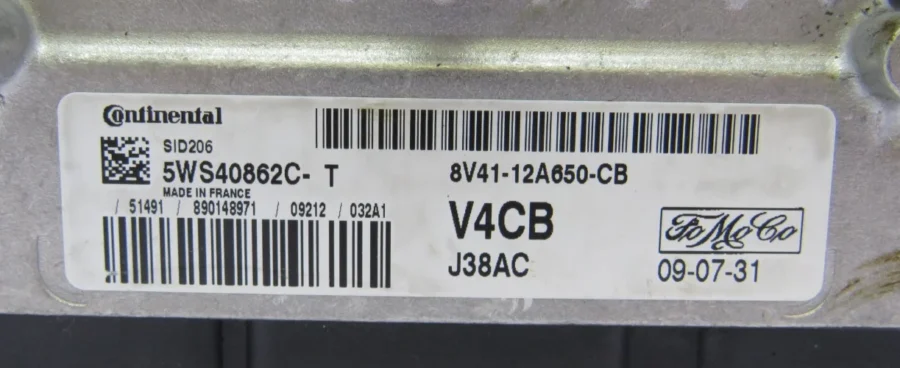 Continental
SID206
5WS40862C- T
MADE IN FRANCE
/ 51491 / 890148971 / 09212 / 032A1
8V41-12A650-CB
V4CB
J38AC
FoMoCo
09-07-31